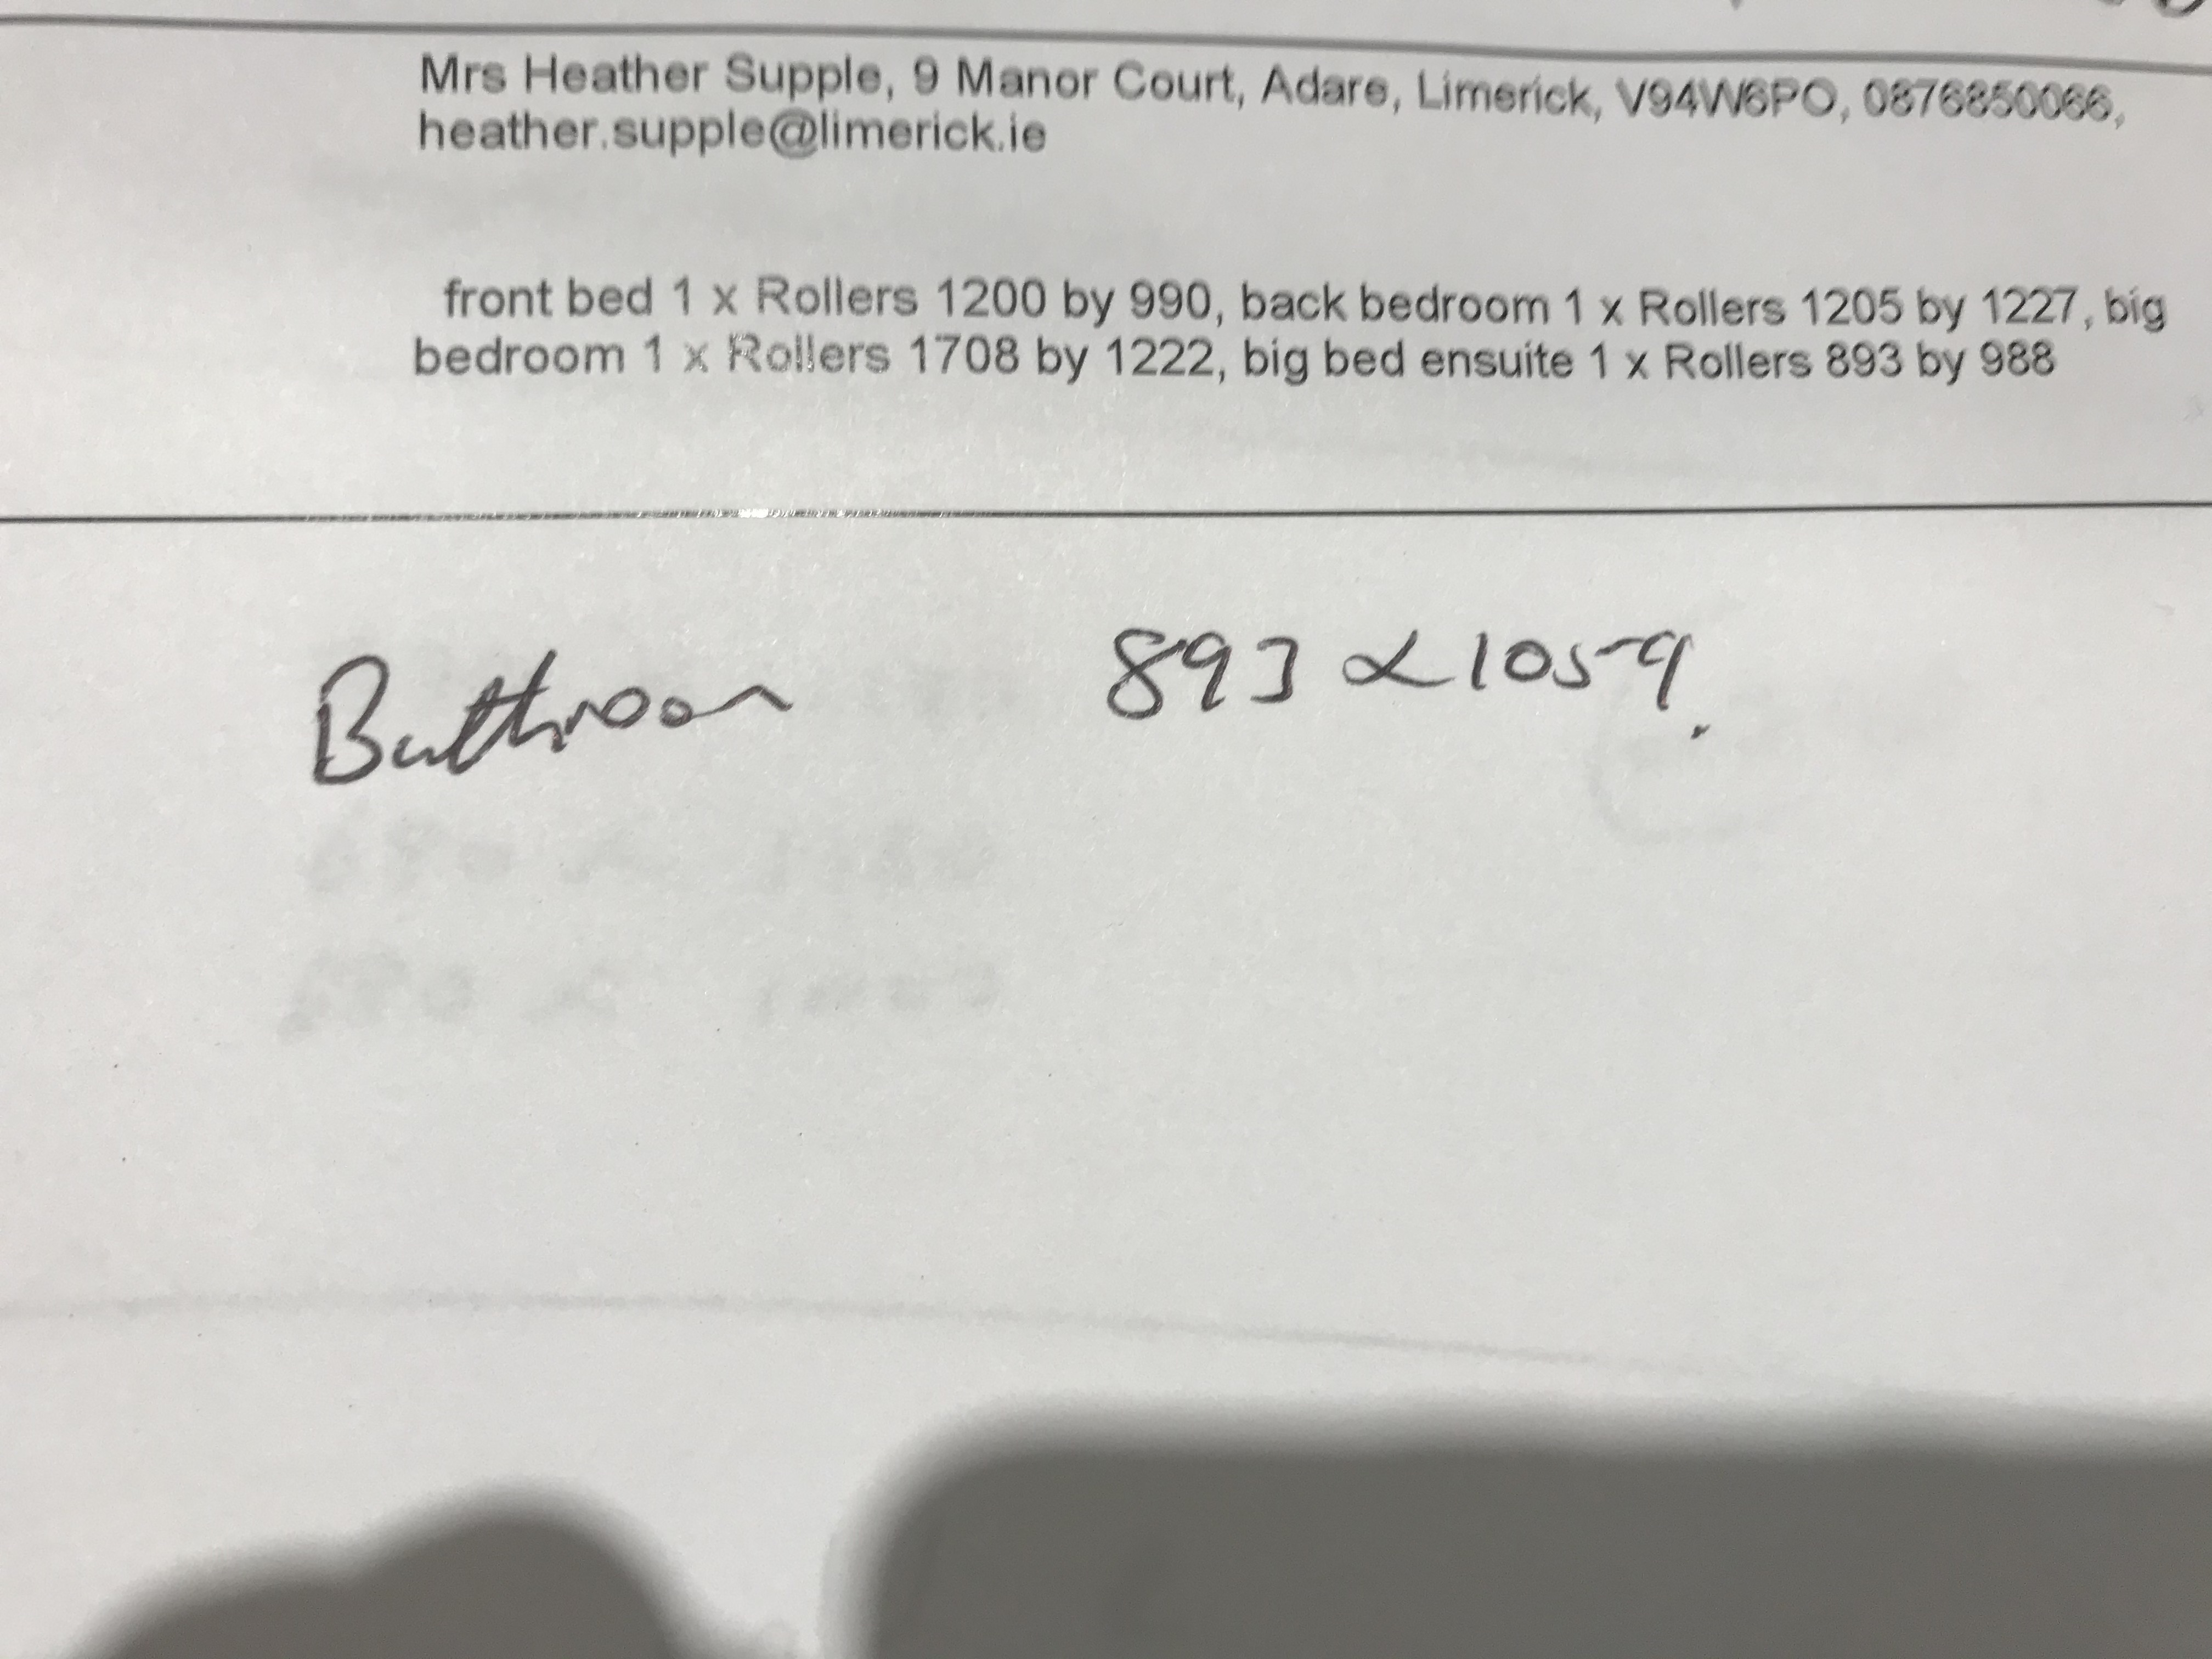 Mrs Heather Supple, 9 Manor Court, Adare, Limerick, V94W6PO, 0876850066,
heather.supple@limerick.ie
front bed 1 x Rollers 1200 by 990, back bedroom 1 x Rollers 1205 by 1227, big
bedroom 1 x Rollers 1708 by 1222, big bed ensuite 1 x Rollers 893 by 988
Bathroom 893 x 1059.